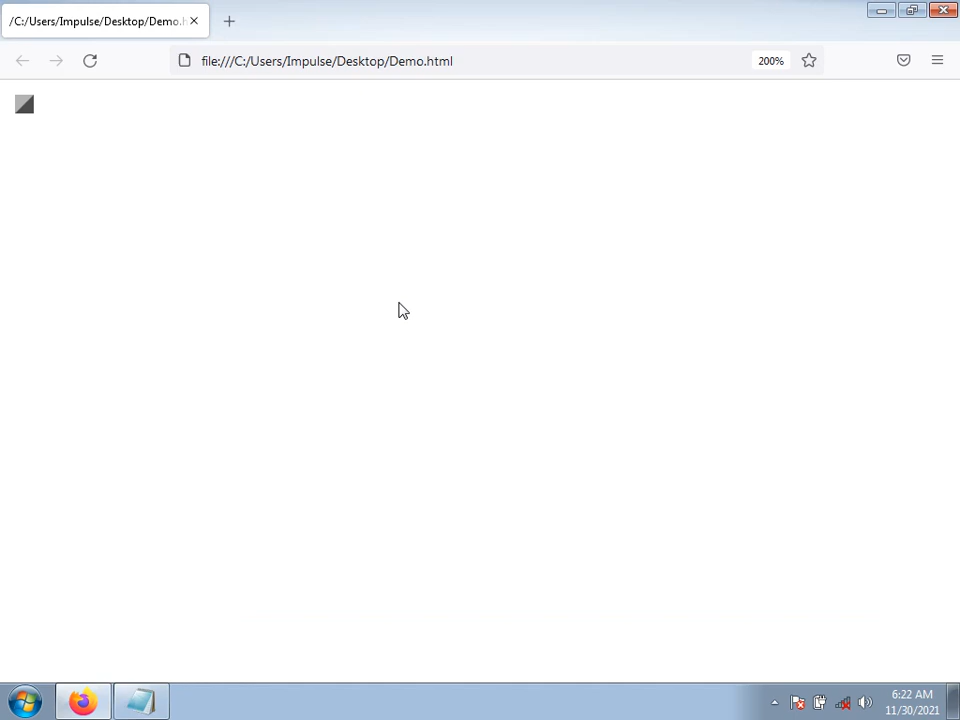 /C:/Users/Impulse/Desktop/Demo.h
file:///C:/Users/Impulse/Desktop/Demo.html
200%
6:22 AM
11/30/2021